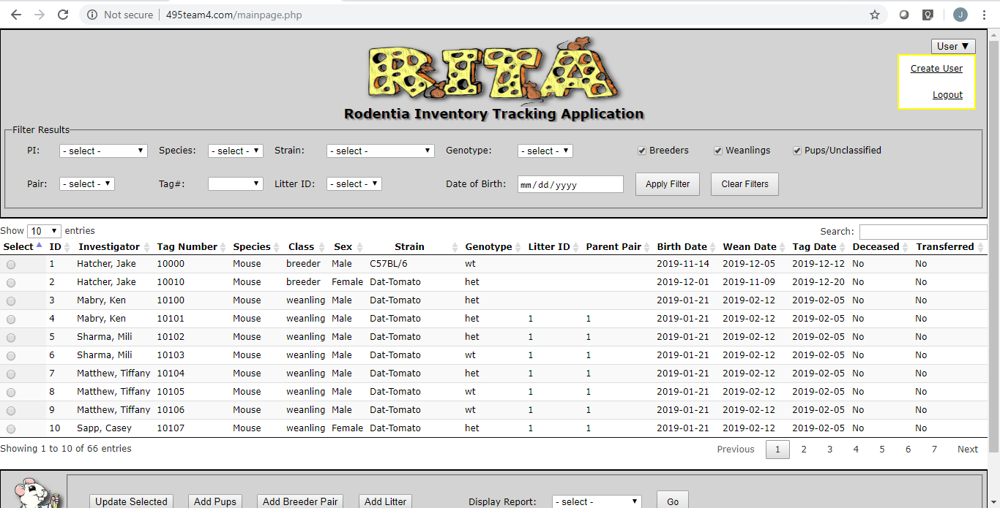 Not secure | 495team4.com/mainpage.php J
User ▼
RITA
Create User
Logout
Rodentia Inventory Tracking Application
Filter Results
PI: - select - Species: - select - Strain: - select - Genotype: - select - Breeders Weanlings Pups/Unclassified
Pair: - select - Tag#: Litter ID: - select - Date of Birth: mm/dd/yyyy Apply Filter Clear Filters
Show 10 entries Search:
Select ID Investigator Tag Number Species Class Sex Strain Genotype Litter ID Parent Pair Birth Date Wean Date Tag Date Deceased Transferred
1 Hatcher, Jake 10000 Mouse breeder Male C57BL/6 wt 2019-11-14 2019-12-05 2019-12-12 No No
2 Hatcher, Jake 10010 Mouse breeder Female Dat-Tomato het 2019-12-01 2019-11-09 2019-12-20 No No
3 Mabry, Ken 10100 Mouse weanling Male Dat-Tomato het 2019-01-21 2019-02-12 2019-02-05 No No
4 Mabry, Ken 10101 Mouse weanling Male Dat-Tomato het 1 1 2019-01-21 2019-02-12 2019-02-05 No No
5 Sharma, Mili 10102 Mouse weanling Male Dat-Tomato het 1 1 2019-01-21 2019-02-12 2019-02-05 No No
6 Sharma, Mili 10103 Mouse weanling Male Dat-Tomato wt 1 1 2019-01-21 2019-02-12 2019-02-05 No No
7 Matthew, Tiffany 10104 Mouse weanling Male Dat-Tomato het 1 1 2019-01-21 2019-02-12 2019-02-05 No No
8 Matthew, Tiffany 10105 Mouse weanling Male Dat-Tomato wt 1 1 2019-01-21 2019-02-12 2019-02-05 No No
9 Matthew, Tiffany 10106 Mouse weanling Male Dat-Tomato wt 1 1 2019-01-21 2019-02-12 2019-02-05 No No
10 Sapp, Casey 10107 Mouse weanling Female Dat-Tomato het 1 1 2019-01-21 2019-02-12 2019-02-05 No No
Showing 1 to 10 of 66 entries Previous 1 2 3 4 5 6 7 Next
Update Selected Add Pups Add Breeder Pair Add Litter Display Report: - select - Go